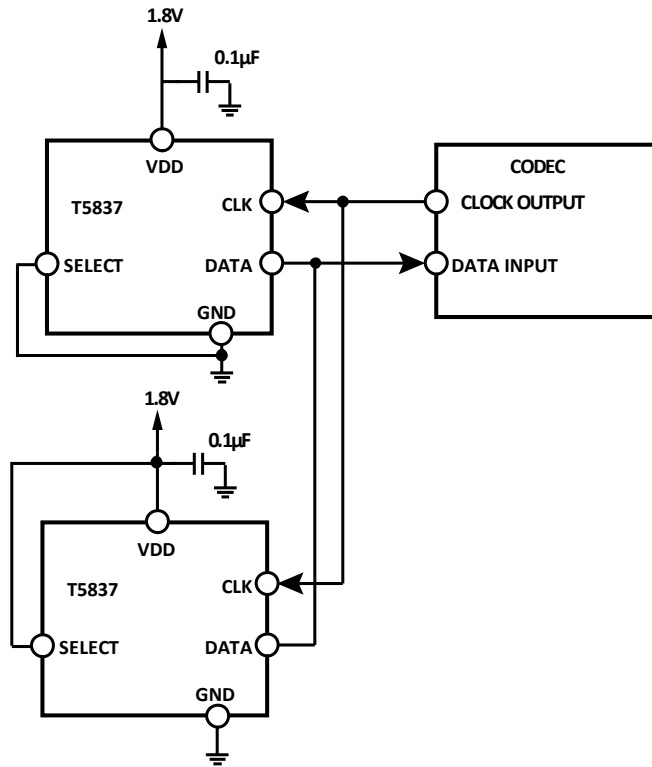 1.8V
0.1µF
VDD
T5837
CLK
SELECT
DATA
GND
CODEC
CLOCK OUTPUT
DATA INPUT
1.8V
0.1µF
VDD
T5837
CLK
SELECT
DATA
GND